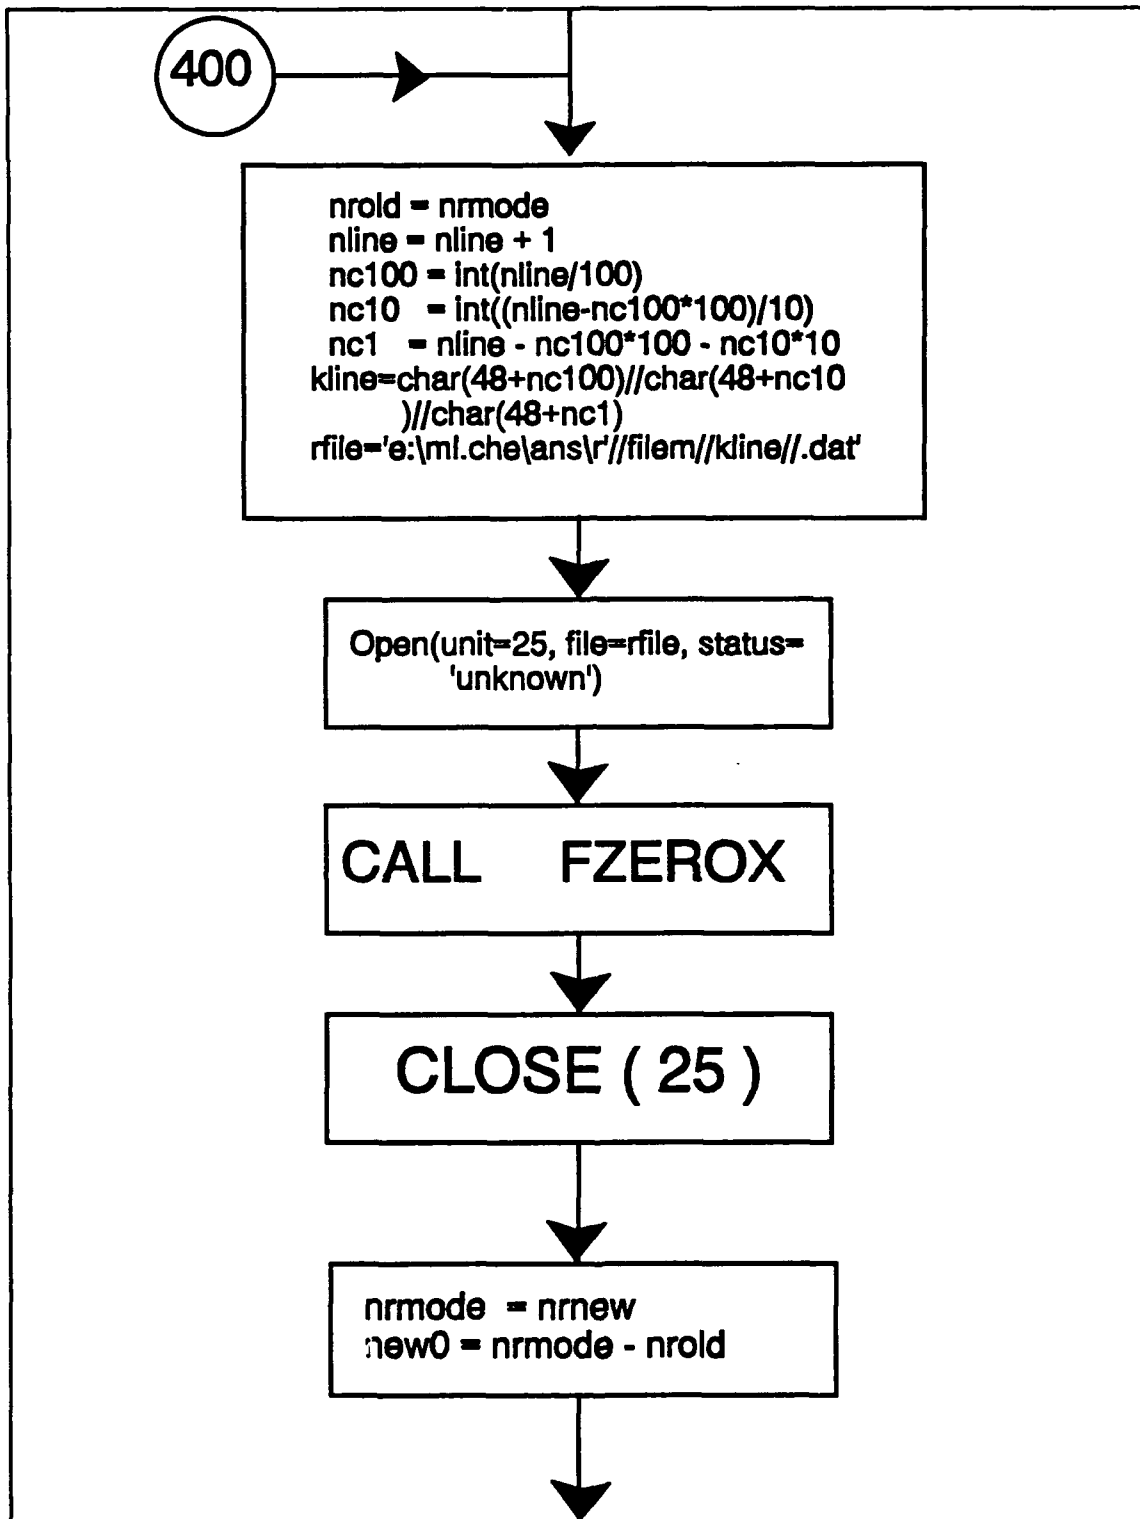 400
nrold = nrmode
nline = nline + 1
nc100 = int(nline/100)
nc10 = int((nline-nc100*100)/10)
nc1 = nline - nc100*100 - nc10*10
kline=char(48+nc100)//char(48+nc10
)//char(48+nc1)
rfile='e:\ml.che\ans\r'//filem//kline//.dat'
Open(unit=25, file=rfile, status=
'unknown')
CALL FZEROX
CLOSE ( 25 )
nrmode = nrnew
new0 = nrmode - nrold